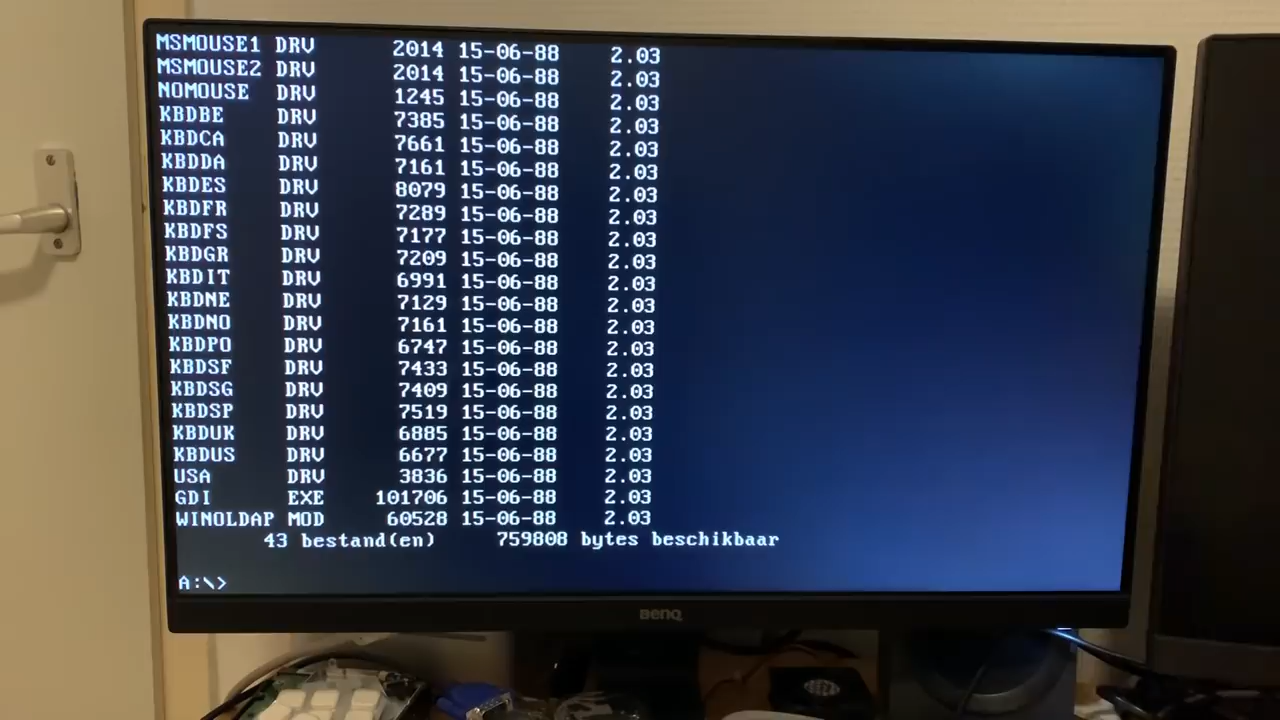 MSMOUSE1 DRV 2014 15-06-88 2.03
MSMOUSE2 DRV 2014 15-06-88 2.03
NOMOUSE DRV 1245 15-06-88 2.03
KBDBE DRV 7385 15-06-88 2.03
KBDCA DRV 7661 15-06-88 2.03
KBDDA DRV 7161 15-06-88 2.03
KBDES DRV 8079 15-06-88 2.03
KBDFR DRV 7289 15-06-88 2.03
KBDFS DRV 7177 15-06-88 2.03
KBDGR DRV 7209 15-06-88 2.03
KBDIT DRV 6991 15-06-88 2.03
KBDNE DRV 7129 15-06-88 2.03
KBDNO DRV 7161 15-06-88 2.03
KBDPO DRV 6747 15-06-88 2.03
KBDSF DRV 7433 15-06-88 2.03
KBDSG DRV 7409 15-06-88 2.03
KBDSP DRV 7519 15-06-88 2.03
KBDUK DRV 6885 15-06-88 2.03
KBDUS DRV 6677 15-06-88 2.03
USA DRV 3836 15-06-88 2.03
GDI EXE 101706 15-06-88 2.03
WINOLDAP MOD 60528 15-06-88 2.03
43 bestand(en) 759808 bytes beschikbaar
A:\>
BenQ